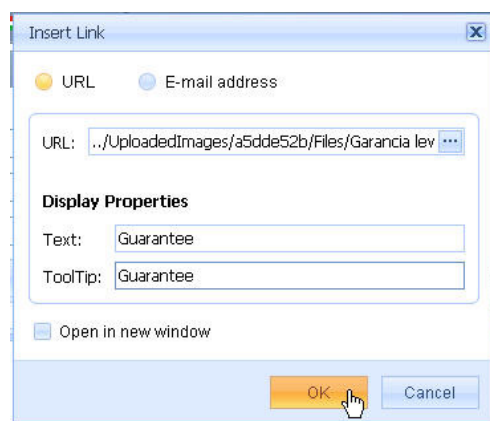 Insert Link
URL E-mail address
URL: ../UploadedImages/a5dde52b/Files/Garancia lev ...
Display Properties
Text: Guarantee
ToolTip: Guarantee
Open in new window
OK Cancel